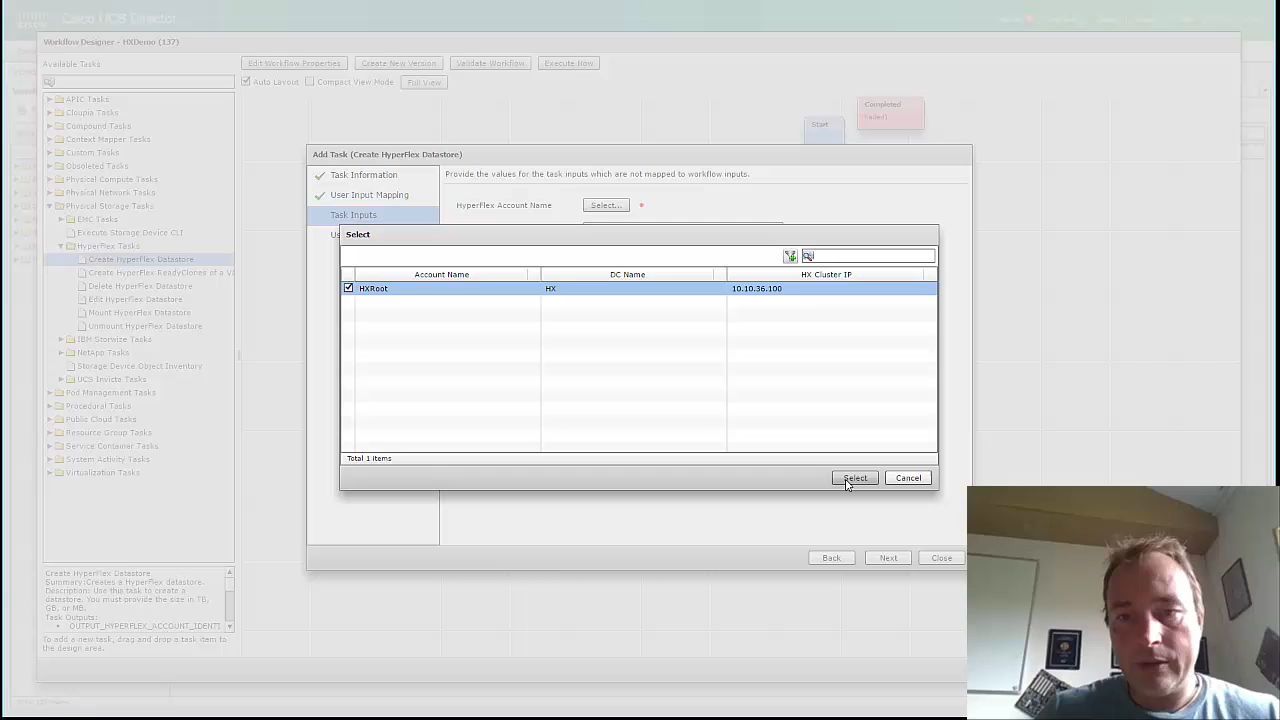 Cisco UCS Director
Workflow Designer - HXDemo (137)
Available Tasks
Edit Workflow Properties
Create New Version
Validate Workflow
Execute Now
Auto Layout
Compact View Mode
Full View
APIC Tasks
Cloupia Tasks
Compound Tasks
Context Mapper Tasks
Custom Tasks
Obsoleted Tasks
Physical Compute Tasks
Physical Network Tasks
Physical Storage Tasks
EMC Tasks
Execute Storage Device CLI
HyperFlex Tasks
Create HyperFlex Datastore
Create HyperFlex ReadyClones of a V
Delete HyperFlex Datastore
Edit HyperFlex Datastore
Mount HyperFlex Datastore
Unmount HyperFlex Datastore
IBM Storwize Tasks
NetApp Tasks
Storage Device Object Inventory
UCS Invicta Tasks
Pod Management Tasks
Procedural Tasks
Public Cloud Tasks
Resource Group Tasks
Service Container Tasks
System Activity Tasks
Virtualization Tasks
Create HyperFlex Datastore
Summary:Creates a Hyperflex datastore.
Description: Use this task to create a
datastore. You must provide the size in TB,
GB, or MB.
Task Outputs:
• OUTPUT_HYPERFLEX_ACCOUNT_IDENTI
To add a new task, drag and drop a task item to
the design area.
Start
Completed
Add Task (Create HyperFlex Datastore)
Task Information
User Input Mapping
Task Inputs
Us
Provide the values for the task inputs which are not mapped to workflow inputs.
HyperFlex Account Name
Select...
*
Select
Account Name
DC Name
HX Cluster IP
HXRoot
HX
10.10.36.100
Total 1 items
Select
Cancel
Back
Next
Close